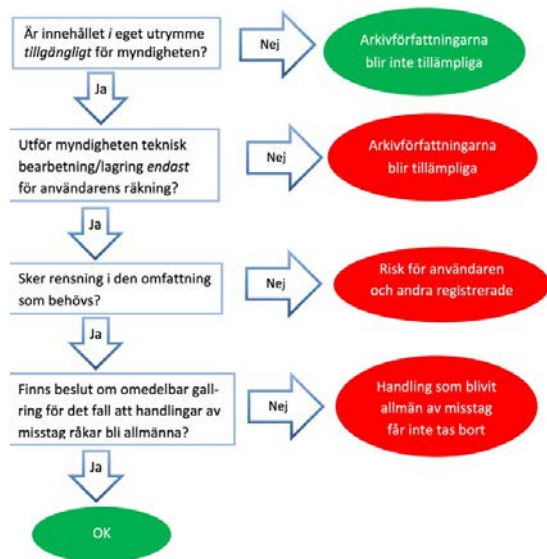 Är innehållet i eget utrymme
tillgängligt för myndigheten?
Nej
Arkivförfattningarna
blir inte tillämpliga
Ja
Utför myndigheten teknisk
bearbetning/lagring endast
för användarens räkning?
Nej
Arkivförfattningarna
blir tillämpliga
Ja
Sker rensning i den omfattning
som behövs?
Nej
Risk för användaren
och andra registrerade
Ja
Finns beslut om omedelbar gall-
ring för det fall att handlingar av
misstag råkar bli allmänna?
Nej
Handling som blivit
allmän av misstag
får inte tas bort
Ja
OK